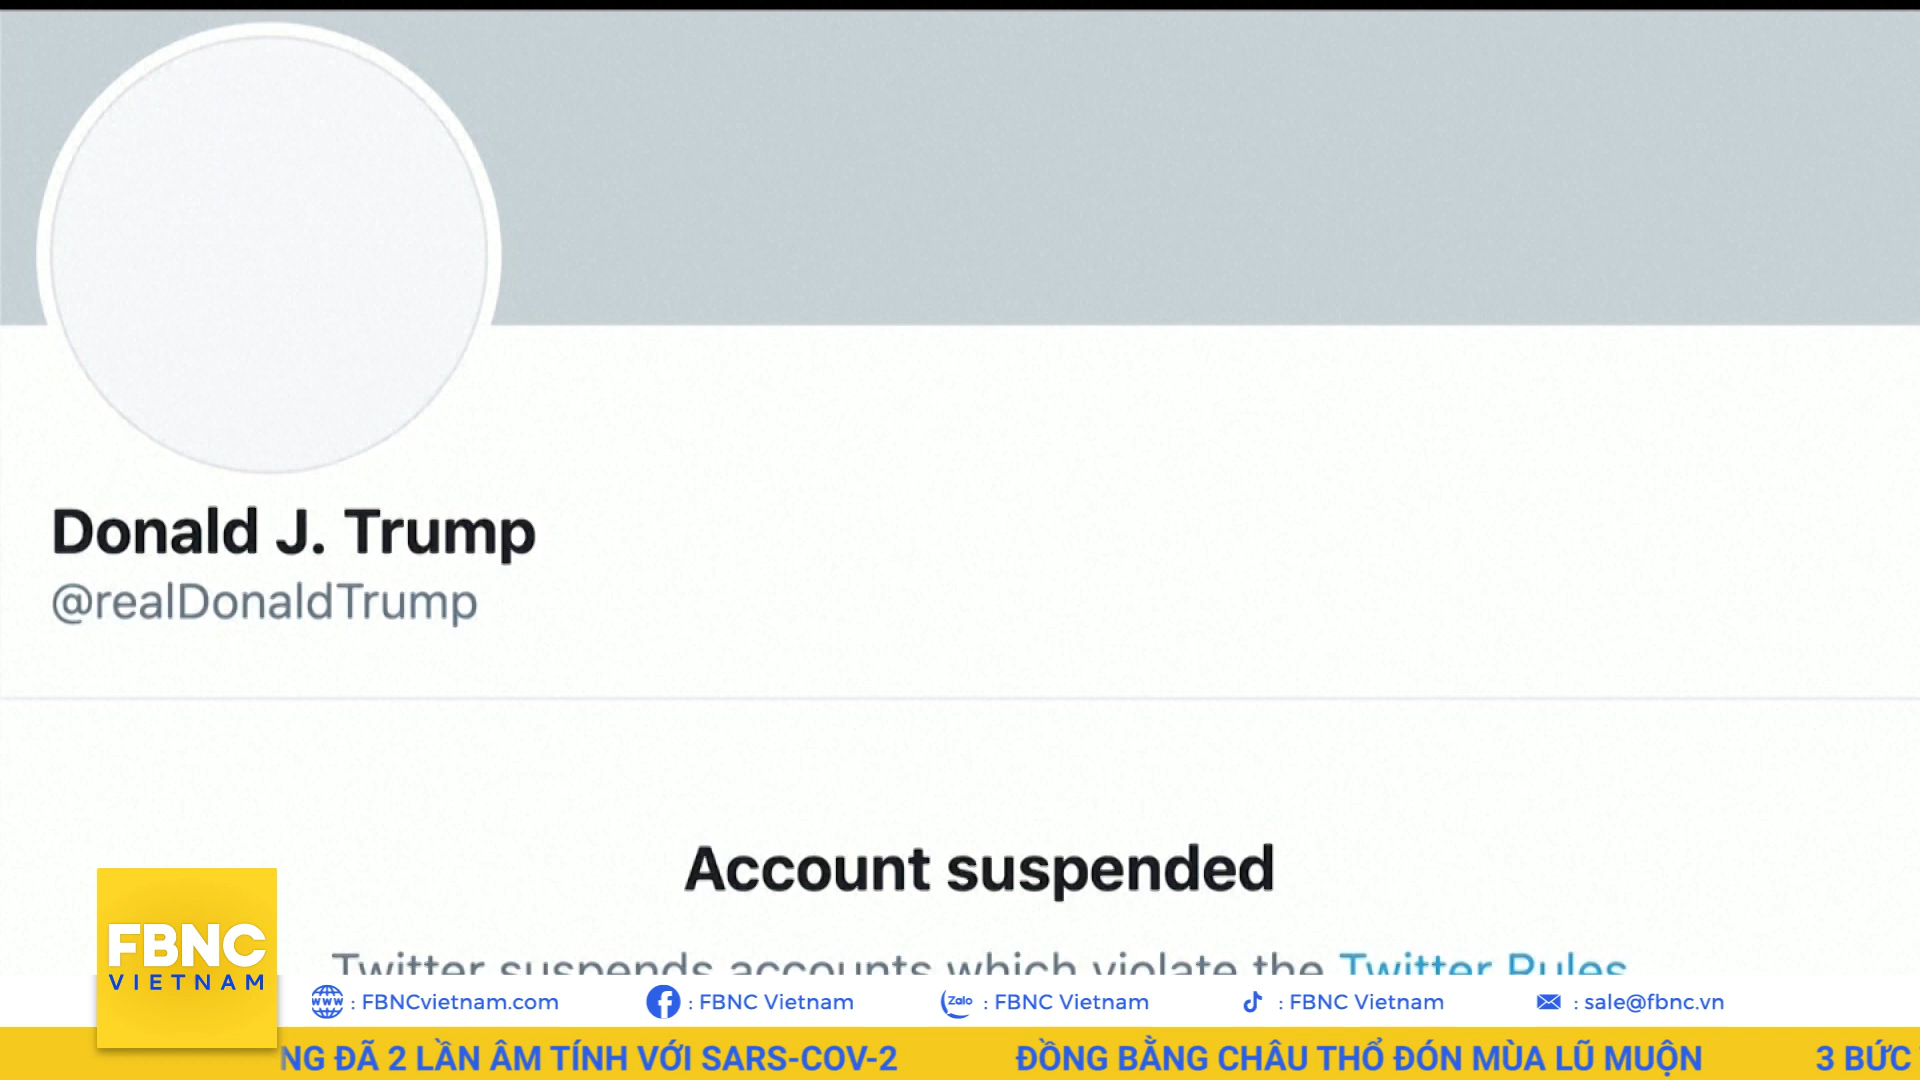 Donald J. Trump
@realDonaldTrump
Account suspended
Twitter suspends accounts which violate the Twitter Rules
FBNC
VIETNAM
www : FBNCvietnam.com
: FBNC Vietnam
Zalo : FBNC Vietnam
: FBNC Vietnam
: sale@fbnc.vn
NG ĐÃ 2 LẦN ÂM TÍNH VỚI SARS-COV-2 ĐỒNG BẰNG CHÂU THỔ ĐÓN MÙA LŨ MUỘN 3 BỨC